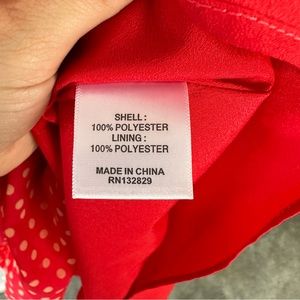 SHELL :
100% POLYESTER
LINING :
100% POLYESTER
MADE IN CHINA
RN132829